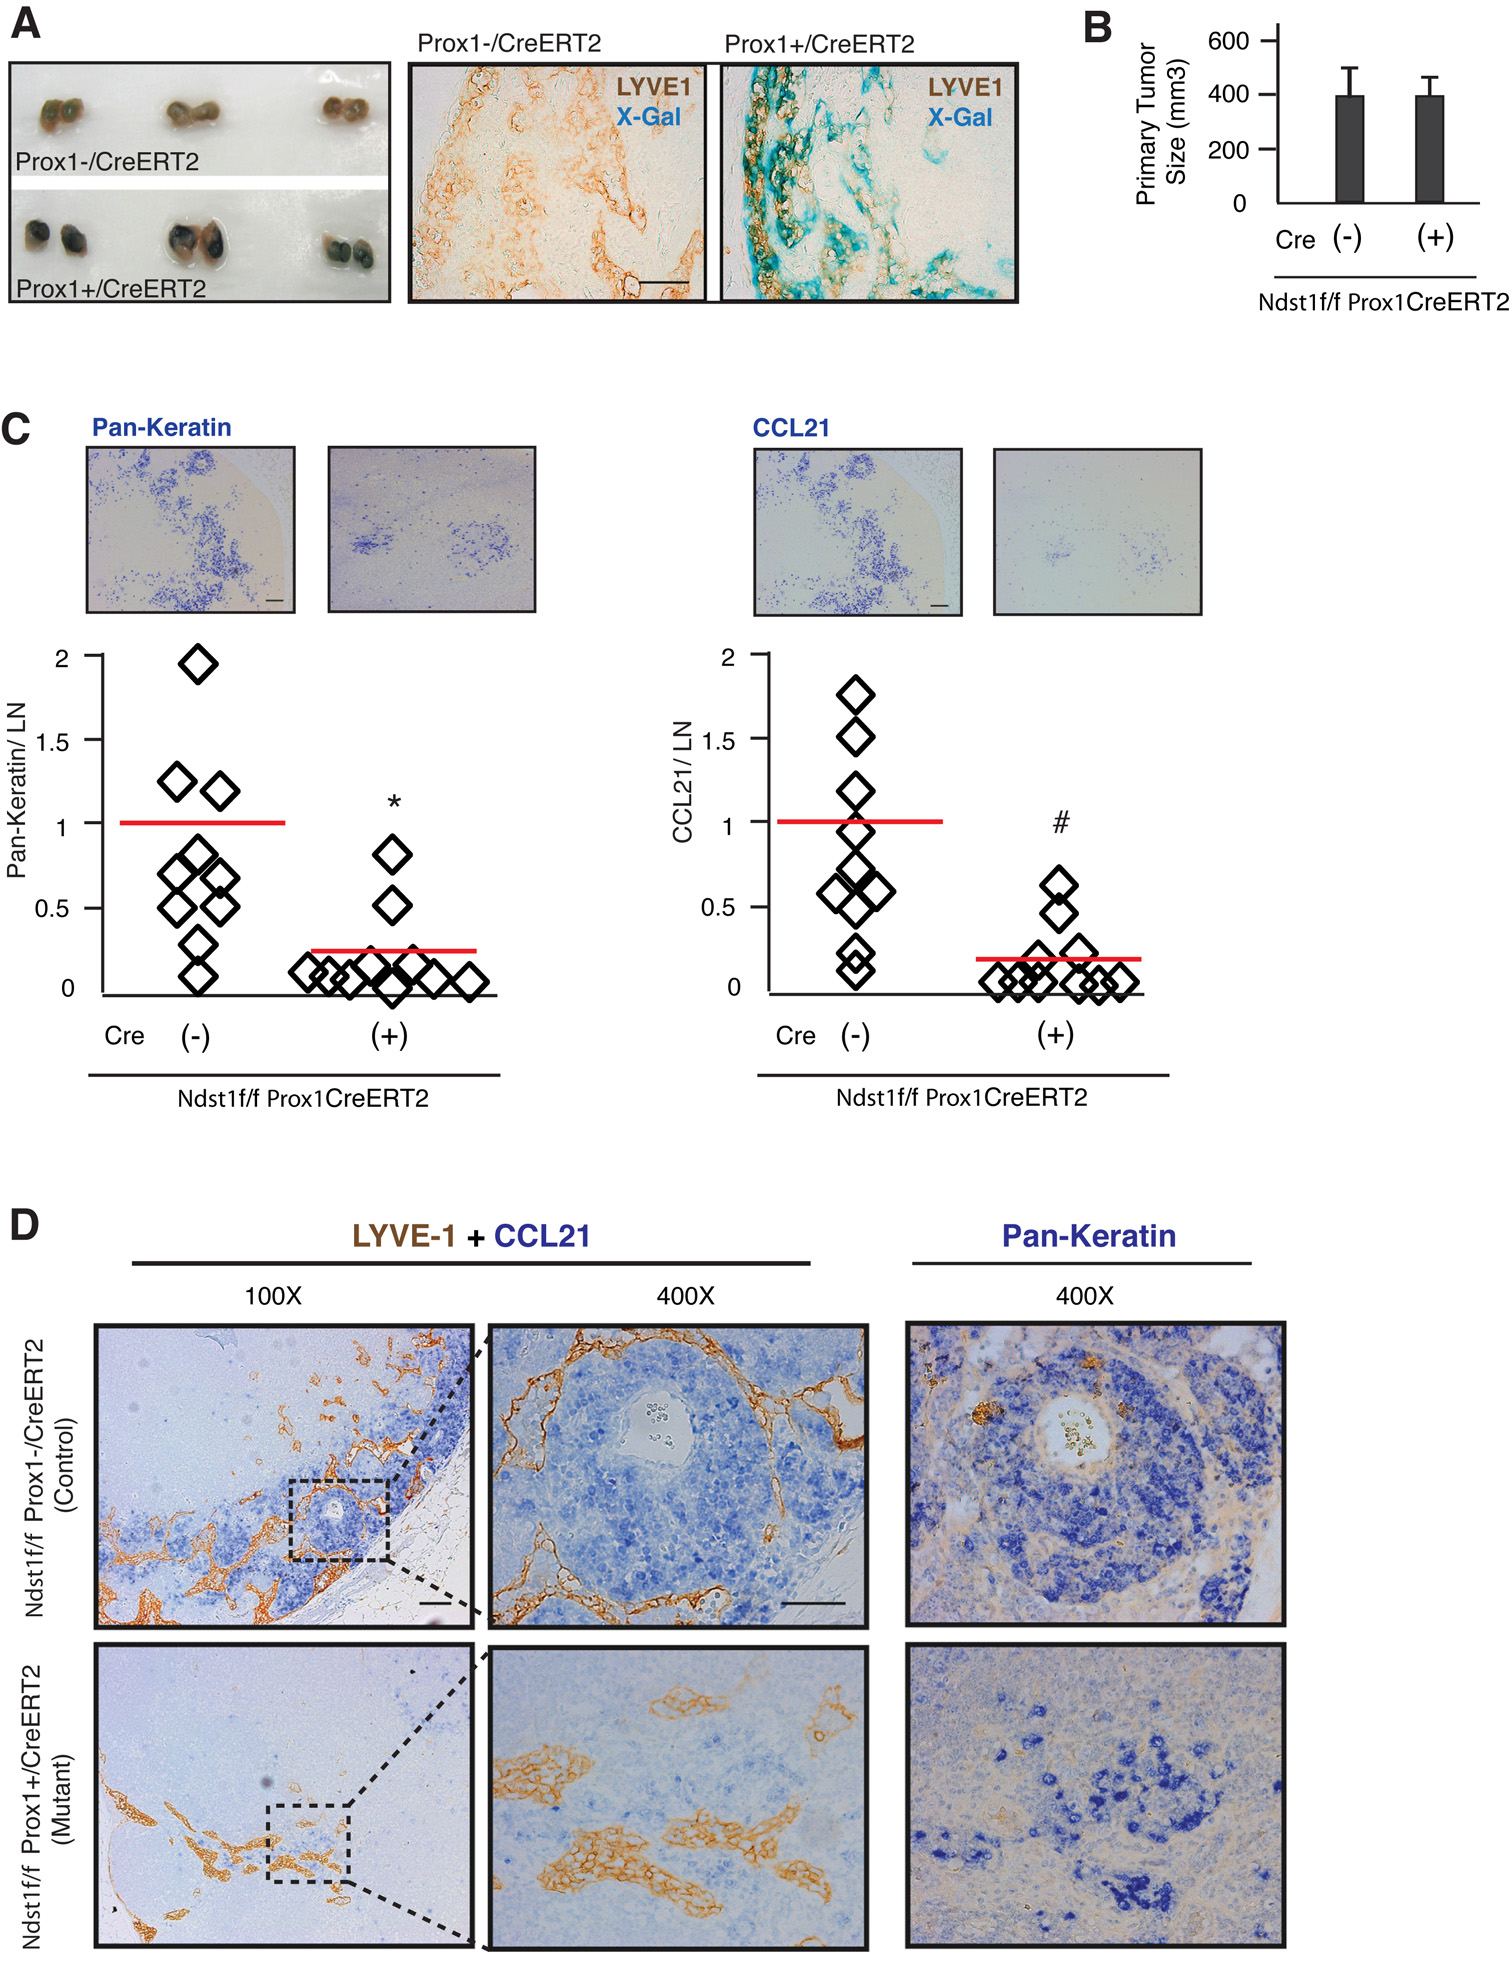 A
Prox1-/CreERT2
Prox1+/CreERT2
Prox1-/CreERT2
LYVE1
X-Gal
Prox1+/CreERT2
LYVE1
X-Gal
B
Primary Tumor
Size (mm3)
600
400
200
0
Cre (-) (+)
Ndst1f/f Prox1CreERT2
C
Pan-Keratin
Pan-Keratin/ LN
2
1.5
1
0.5
0
*
Cre (-) (+)
Ndst1f/f Prox1CreERT2
CCL21
CCL21/ LN
2
1.5
1
0.5
0
#
Cre (-) (+)
Ndst1f/f Prox1CreERT2
D
LYVE-1 + CCL21
Pan-Keratin
100X
400X
400X
Ndst1f/f Prox1-/CreERT2
(Control)
Ndst1f/f Prox1+/CreERT2
(Mutant)